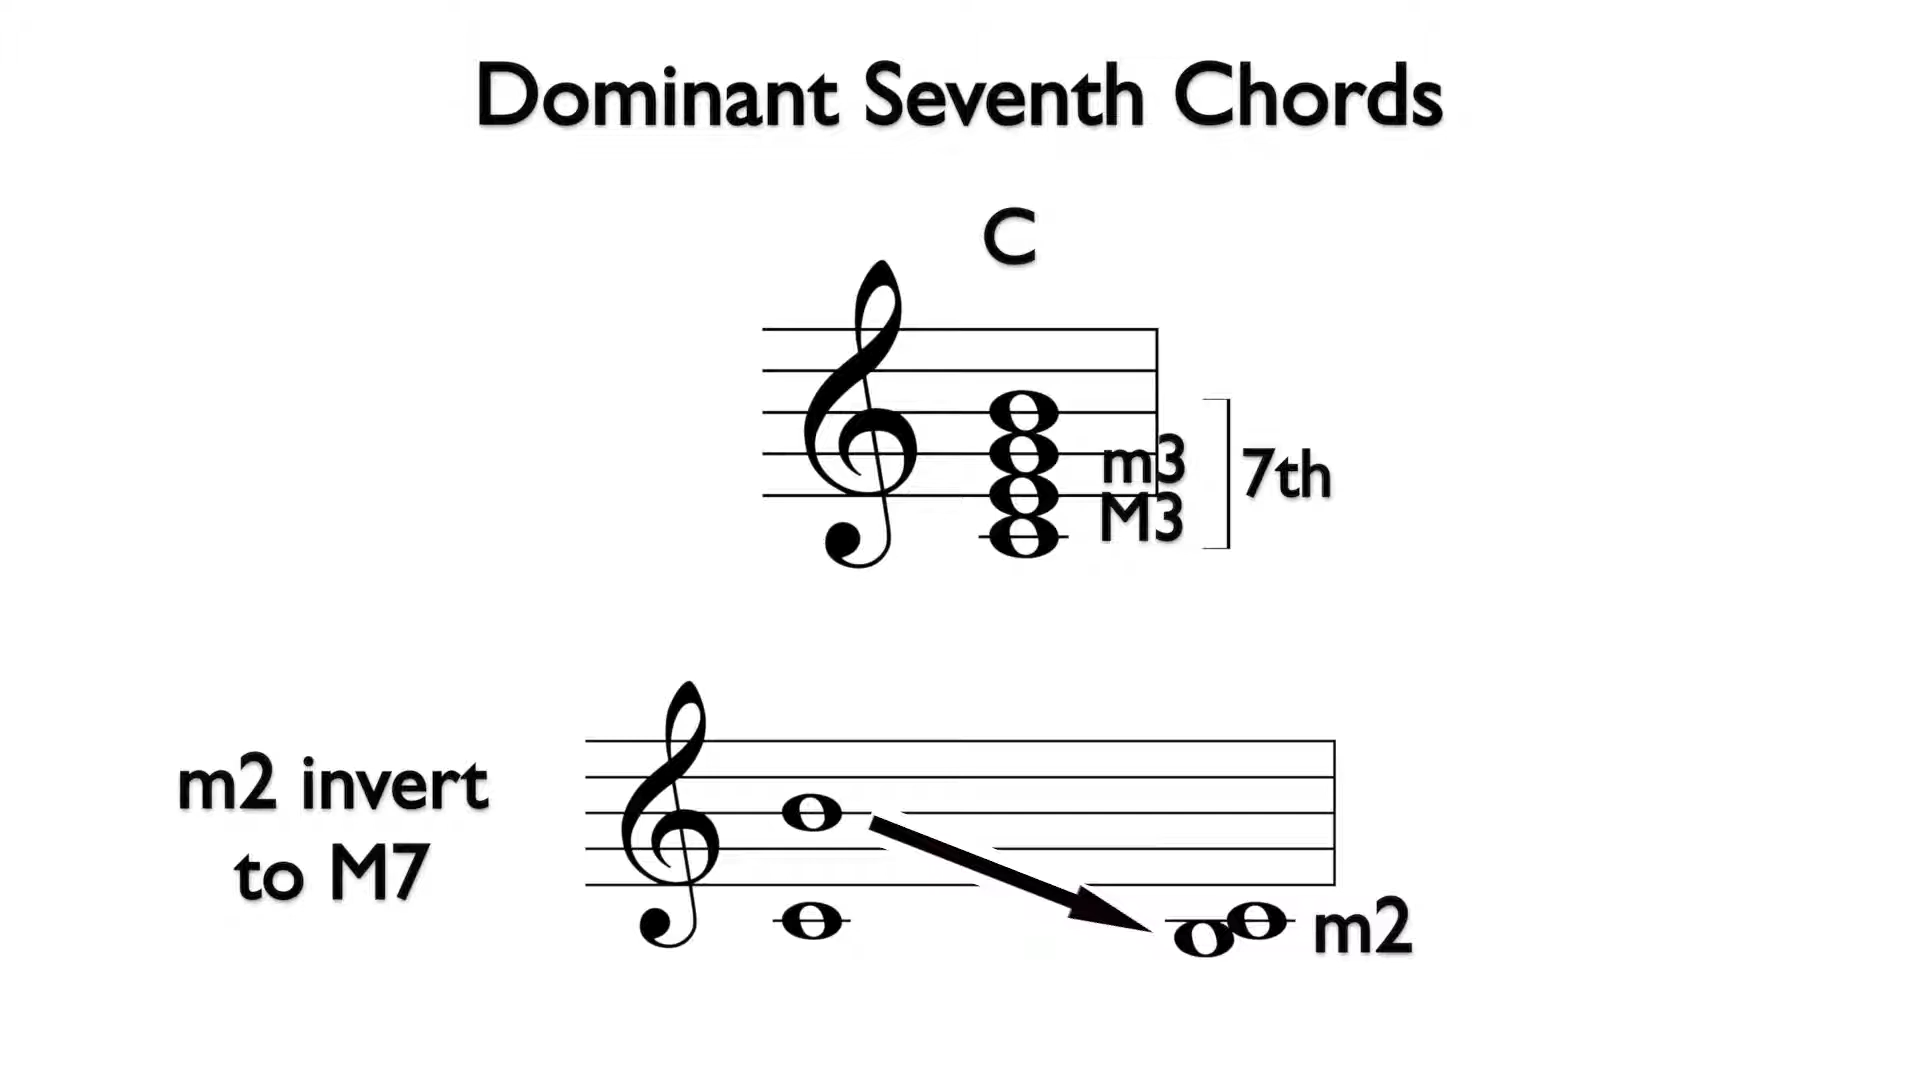 Dominant Seventh Chords
C
m3
M3
7th
m2 invert
to M7
m2